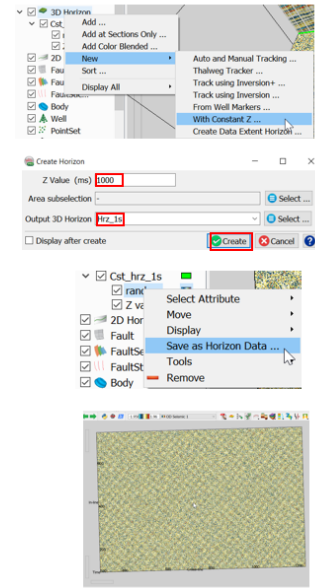 3D Horizon
Cst_
Add ...
Add at Sections Only ...
Add Color Blended ...
New
Sort ...
Display All
2D
Fault
Fau
FaultStic...
Body
Well
PointSet
Auto and Manual Tracking ...
Thalweg Tracker ...
Track using Inversion+ ...
Track using Inversion ...
From Well Markers ...
With Constant Z ...
Create Data Extent Horizon ...
Create Horizon
Z Value (ms) 1000
Area subselection -
Select ...
Output 3D Horizon Hrz_1s
Select ...
Display after create
Create
Cancel
Cst_hrz_1s
ran
Z va
2D Hor
Fault
FaultSe
FaultSt
Body
Select Attribute
Move
Display
Save as Horizon Data ...
Tools
Remove